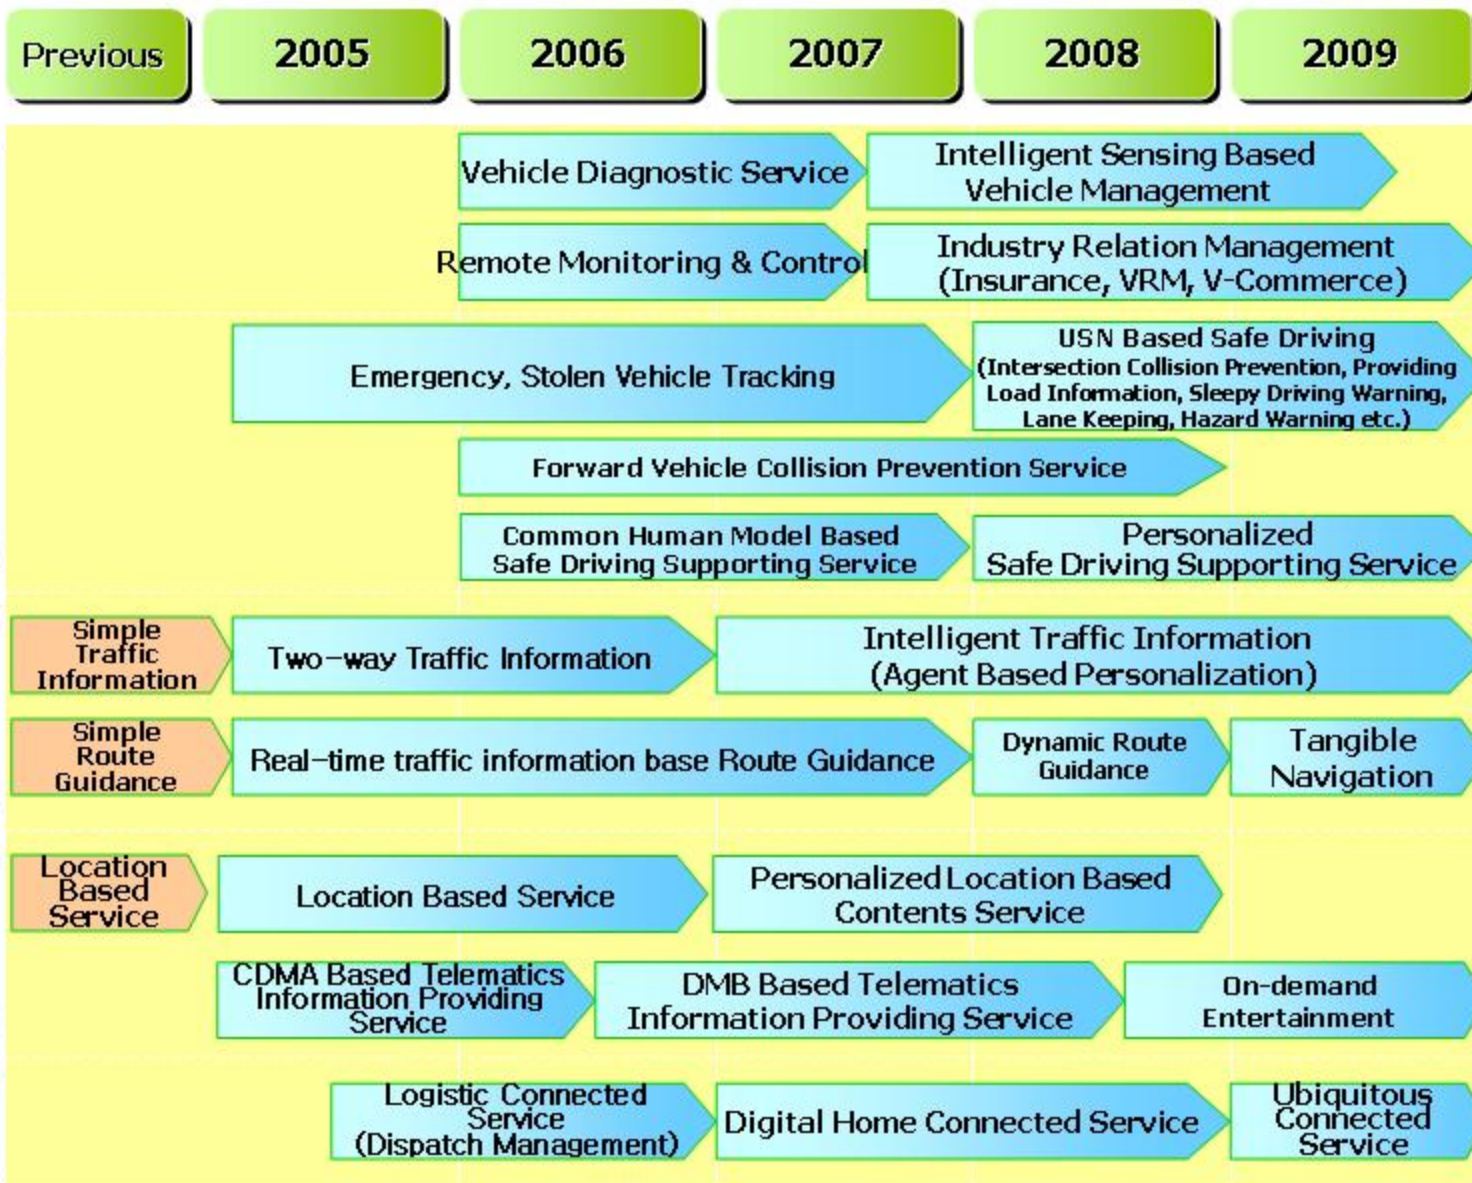 Previous 2005 2006 2007 2008 2009
Vehicle Diagnostic Service
Intelligent Sensing Based
Vehicle Management
Remote Monitoring & Control
Industry Relation Management
(Insurance, VRM, V-Commerce)
Emergency, Stolen Vehicle Tracking
USN Based Safe Driving
(Intersection Collision Prevention, Providing
Load Information, Sleepy Driving Warning,
Lane Keeping, Hazard Warning etc.)
Forward Vehicle Collision Prevention Service
Common Human Model Based
Safe Driving Supporting Service
Personalized
Safe Driving Supporting Service
Simple
Traffic
Information
Two-way Traffic Information
Intelligent Traffic Information
(Agent Based Personalization)
Simple
Route
Guidance
Real-time traffic information base Route Guidance
Dynamic Route
Guidance
Tangible
Navigation
Location
Based
Service
Location Based Service
Personalized Location Based
Contents Service
CDMA Based Telematics
Information Providing
Service
DMB Based Telematics
Information Providing Service
On-demand
Entertainment
Logistic Connected
Service
(Dispatch Management)
Digital Home Connected Service
Ubiquitous
Connected
Service